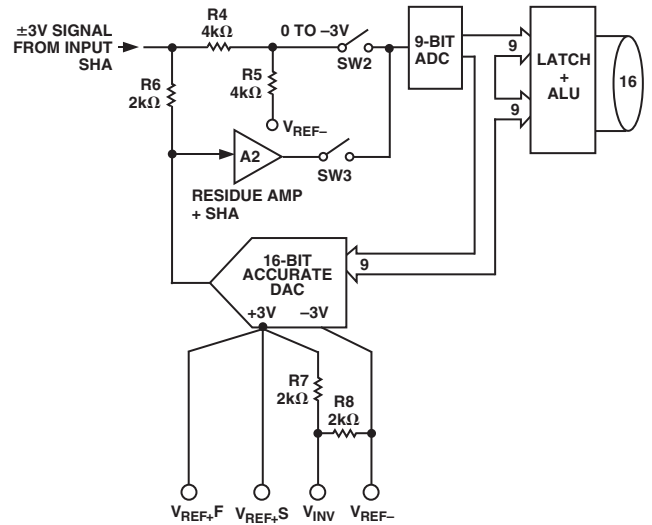 ±3V SIGNAL
FROM INPUT
SHA
R4
4kΩ
0 TO –3V
SW2
9-BIT
ADC
9
9
LATCH
+
ALU
16
R6
2kΩ
R5
4kΩ
VREF–
A2
SW3
RESIDUE AMP
+ SHA
16-BIT
ACCURATE
DAC
9
+3V –3V
R7
2kΩ
R8
2kΩ
VREF+F VREF+S VINV VREF–